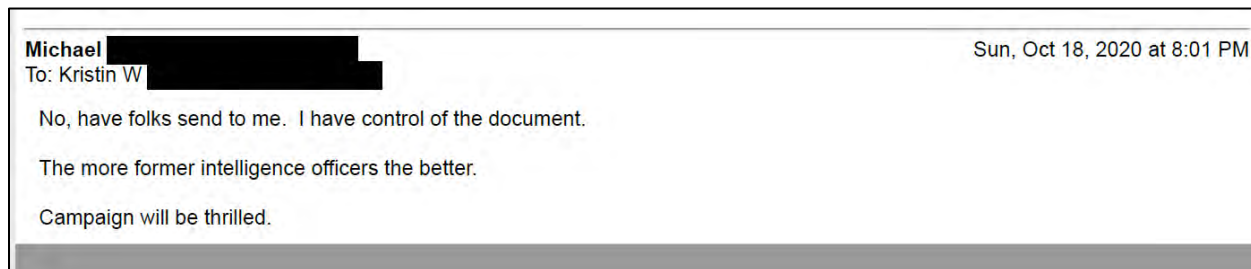 Michael
Sun, Oct 18, 2020 at 8:01 PM
To: Kristin W
No, have folks send to me. I have control of the document.
The more former intelligence officers the better.
Campaign will be thrilled.